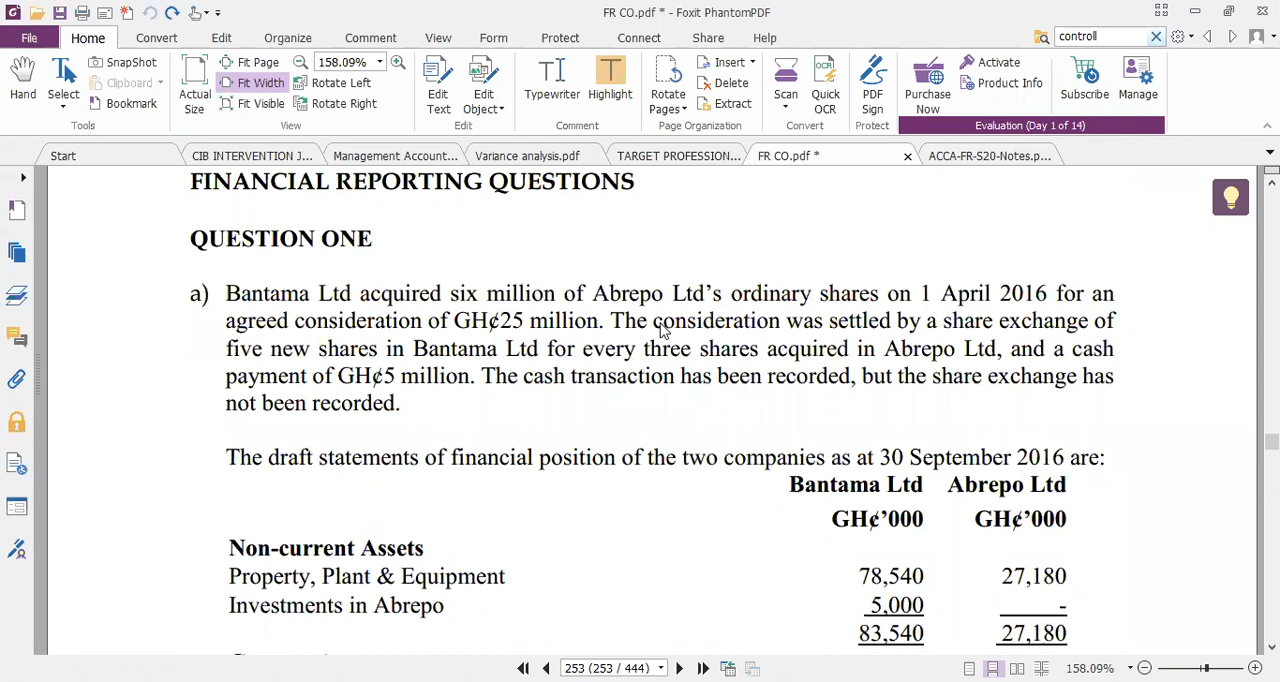 FR CO.pdf * - Foxit PhantomPDF
File Home Convert Edit Organize Comment View Form Protect Connect Share Help controll
Hand Select SnapShot Clipboard Bookmark Actual Size Fit Page Fit Width Fit Visible 158.09% Rotate Left Rotate Right Edit Text Edit Object Typewriter Highlight Rotate Pages Insert Delete Extract Scan Quick OCR PDF Sign Purchase Now Activate Product Info Subscribe Manage
Tools View Edit Comment Page Organization Convert Protect Evaluation (Day 1 of 14)
Start CIB INTERVENTION J... Management Account... Variance analysis.pdf TARGET PROFESSION... FR CO.pdf * ACCA-FR-S20-Notes.p...
FINANCIAL REPORTING QUESTIONS
QUESTION ONE
a) Bantama Ltd acquired six million of Abrepo Ltd’s ordinary shares on 1 April 2016 for an
agreed consideration of GH¢25 million. The consideration was settled by a share exchange of
five new shares in Bantama Ltd for every three shares acquired in Abrepo Ltd, and a cash
payment of GH¢5 million. The cash transaction has been recorded, but the share exchange has
not been recorded.
The draft statements of financial position of the two companies as at 30 September 2016 are:
Bantama Ltd Abrepo Ltd
GH¢’000 GH¢’000
Non-current Assets
Property, Plant & Equipment 78,540 27,180
Investments in Abrepo 5,000 -
83,540 27,180
253 (253 / 444) 158.09%